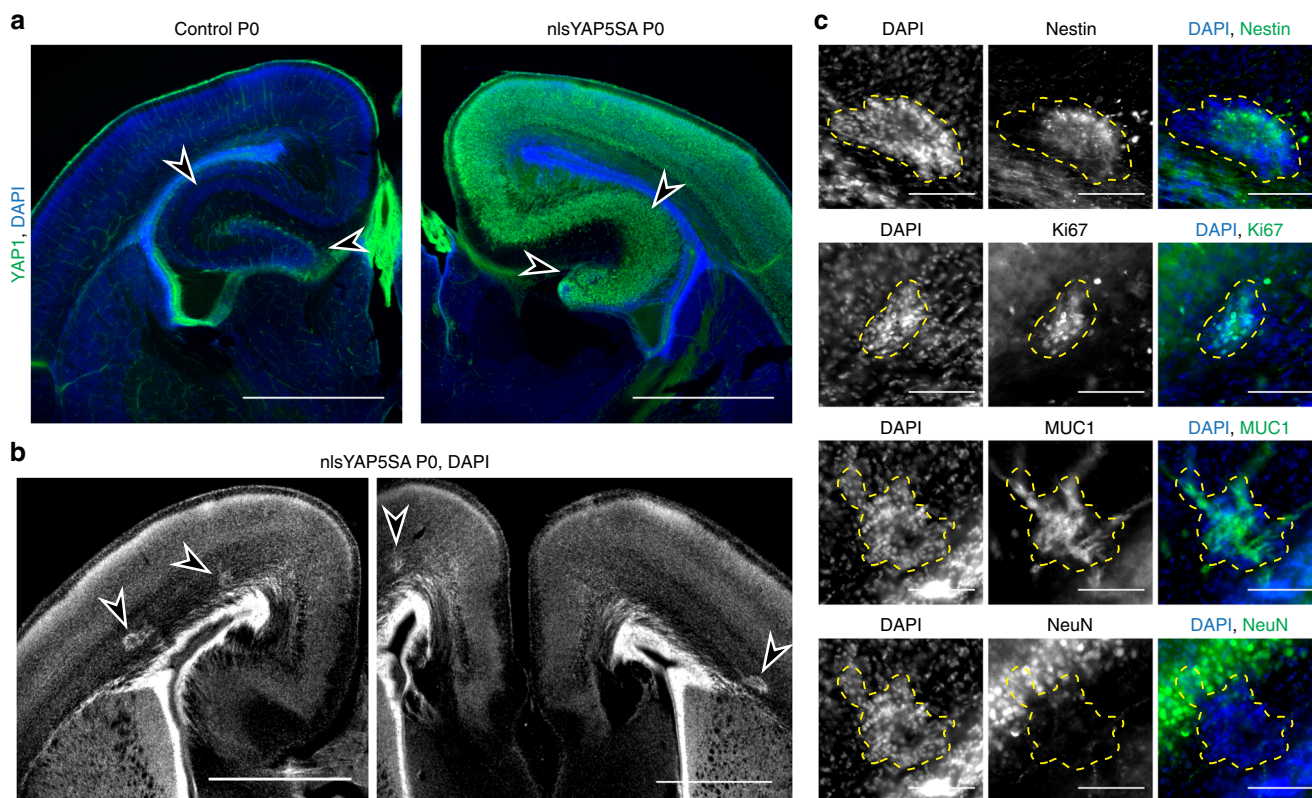 a
Control P0
nlsYAP5SA P0
YAP1, DAPI
b
nlsYAP5SA P0, DAPI
c
DAPI
Nestin
DAPI, Nestin
DAPI
Ki67
DAPI, Ki67
DAPI
MUC1
DAPI, MUC1
DAPI
NeuN
DAPI, NeuN